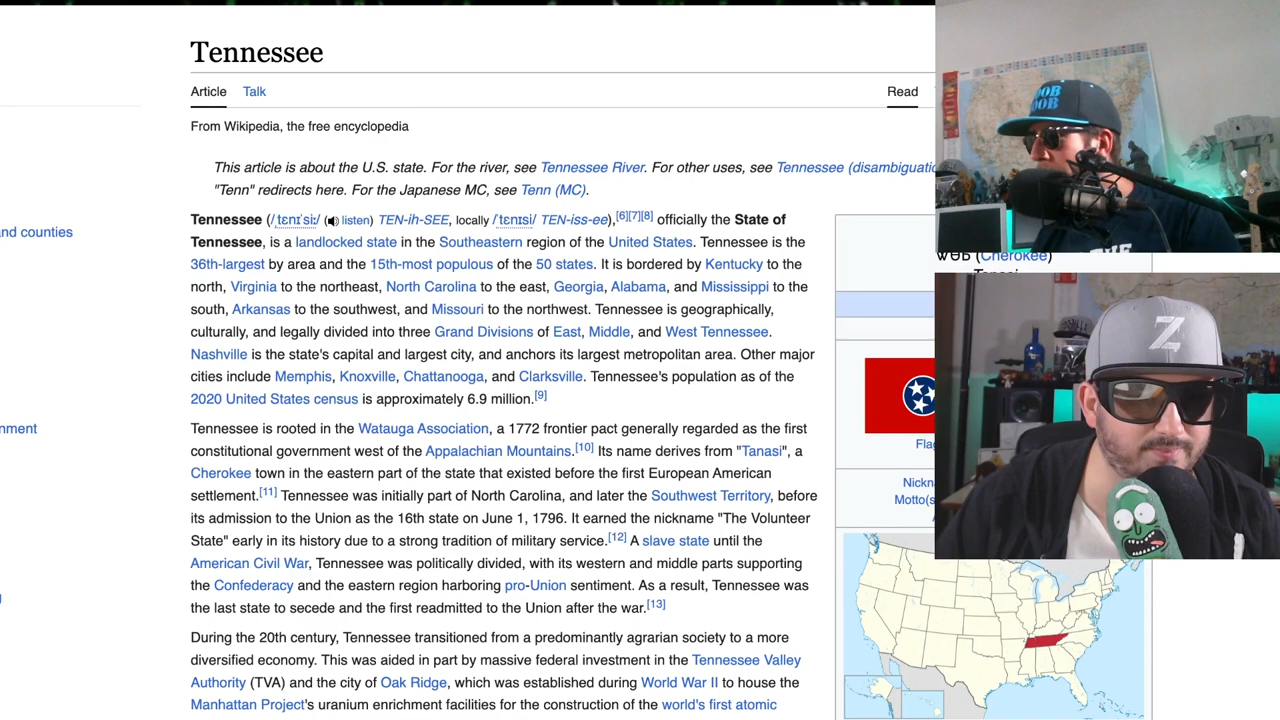 Tennessee
Article Talk Read
From Wikipedia, the free encyclopedia
This article is about the U.S. state. For the river, see Tennessee River. For other uses, see Tennessee (disambiguatio
"Tenn" redirects here. For the Japanese MC, see Tenn (MC).
Tennessee (/ˌtɛnɪˈsiː/ (listen) TEN-ih-SEE, locally /ˈtɛnɪsi/ TEN-iss-ee),[6][7][8] officially the State of
Tennessee, is a landlocked state in the Southeastern region of the United States. Tennessee is the
36th-largest by area and the 15th-most populous of the 50 states. It is bordered by Kentucky to the
north, Virginia to the northeast, North Carolina to the east, Georgia, Alabama, and Mississippi to the
south, Arkansas to the southwest, and Missouri to the northwest. Tennessee is geographically,
culturally, and legally divided into three Grand Divisions of East, Middle, and West Tennessee.
Nashville is the state's capital and largest city, and anchors its largest metropolitan area. Other major
cities include Memphis, Knoxville, Chattanooga, and Clarksville. Tennessee's population as of the
2020 United States census is approximately 6.9 million.[9]
Tennessee is rooted in the Watauga Association, a 1772 frontier pact generally regarded as the first
constitutional government west of the Appalachian Mountains.[10] Its name derives from "Tanasi", a
Cherokee town in the eastern part of the state that existed before the first European American
settlement.[11] Tennessee was initially part of North Carolina, and later the Southwest Territory, before
its admission to the Union as the 16th state on June 1, 1796. It earned the nickname "The Volunteer
State" early in its history due to a strong tradition of military service.[12] A slave state until the
American Civil War, Tennessee was politically divided, with its western and middle parts supporting
the Confederacy and the eastern region harboring pro-Union sentiment. As a result, Tennessee was
the last state to secede and the first readmitted to the Union after the war.[13]
During the 20th century, Tennessee transitioned from a predominantly agrarian society to a more
diversified economy. This was aided in part by massive federal investment in the Tennessee Valley
Authority (TVA) and the city of Oak Ridge, which was established during World War II to house the
Manhattan Project's uranium enrichment facilities for the construction of the world's first atomic
nd counties
nment
(Cherokee)
Flag
Nickn
Motto(s
OOB
OOB
THE
Z